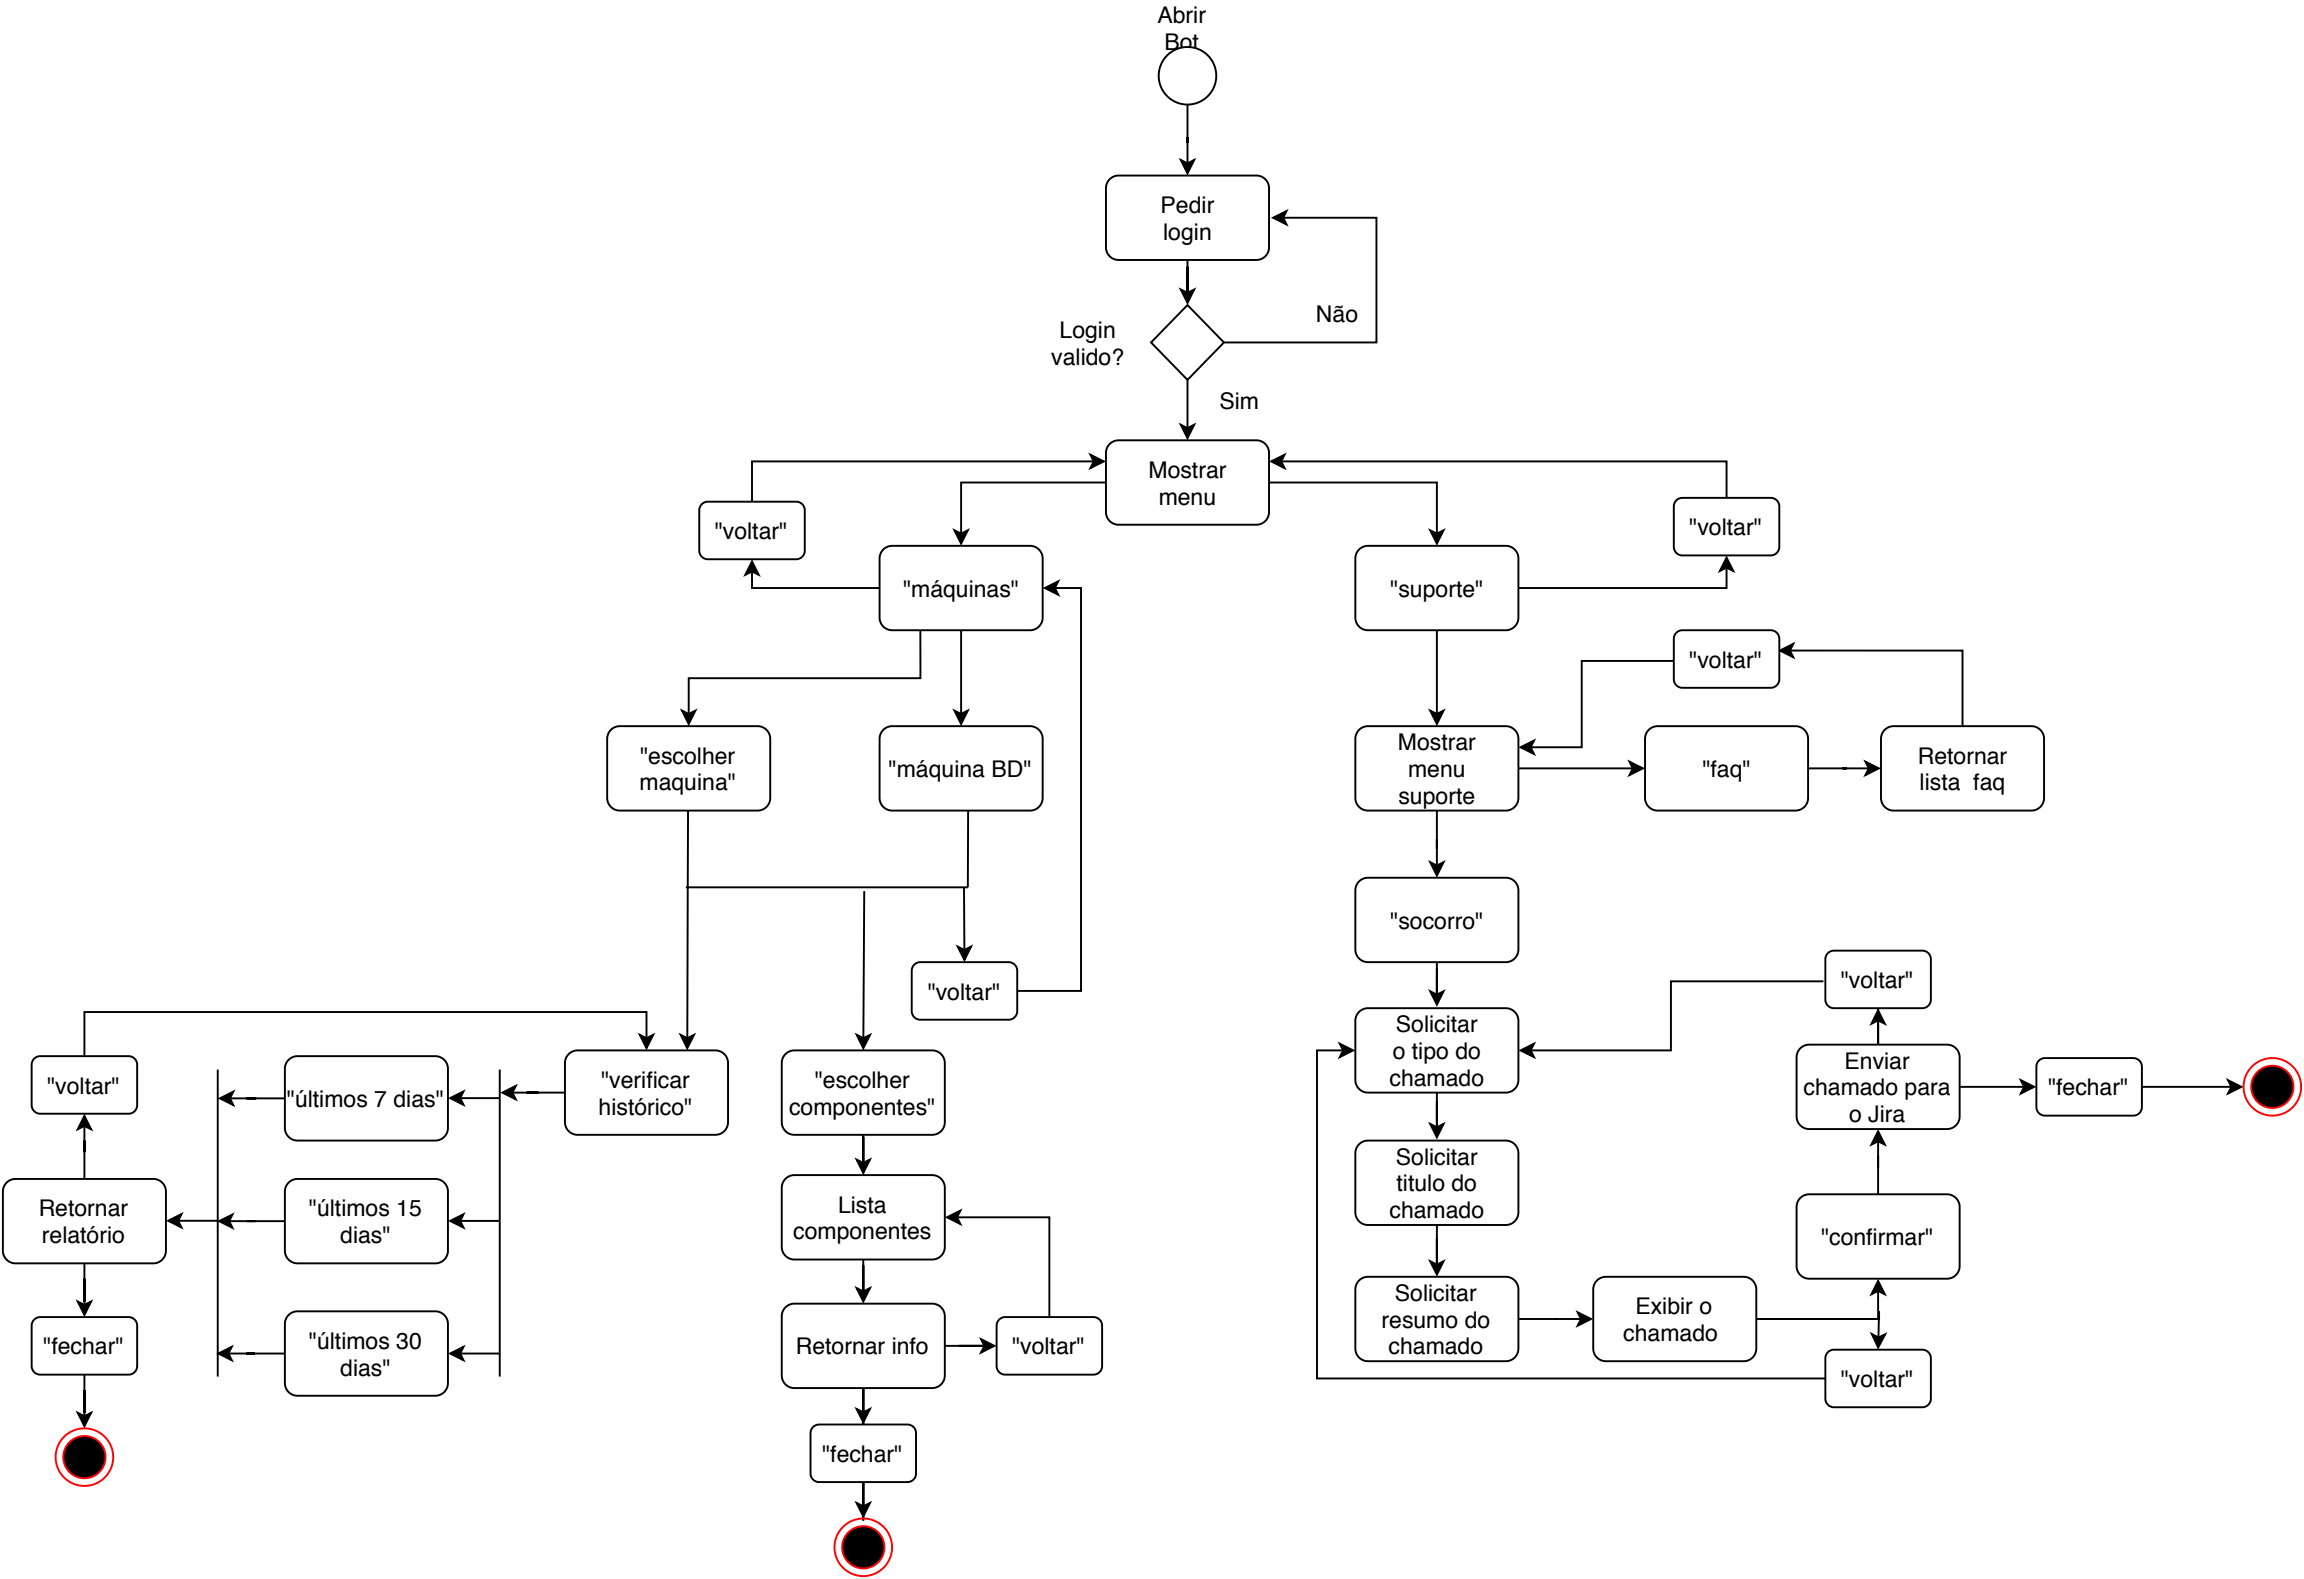 Abrir
Bot
Pedir
login
Não
Login
valido?
Sim
Mostrar
menu
"voltar"
"voltar"
"máquinas"
"suporte"
"voltar"
"escolher
maquina"
"máquina BD"
Mostrar
menu
suporte
"faq"
Retornar
lista  faq
"socorro"
"voltar"
"voltar"
"voltar"
"últimos 7 dias"
"verificar
histórico"
"escolher
componentes"
Solicitar
o tipo do
chamado
Enviar
chamado para
o Jira
"fechar"
Retornar
relatório
"últimos 15
dias"
Lista
componentes
Solicitar
titulo do
chamado
"confirmar"
"fechar"
"últimos 30
dias"
Retornar info
"voltar"
Solicitar
resumo do
chamado
Exibir o
chamado
"voltar"
"fechar"